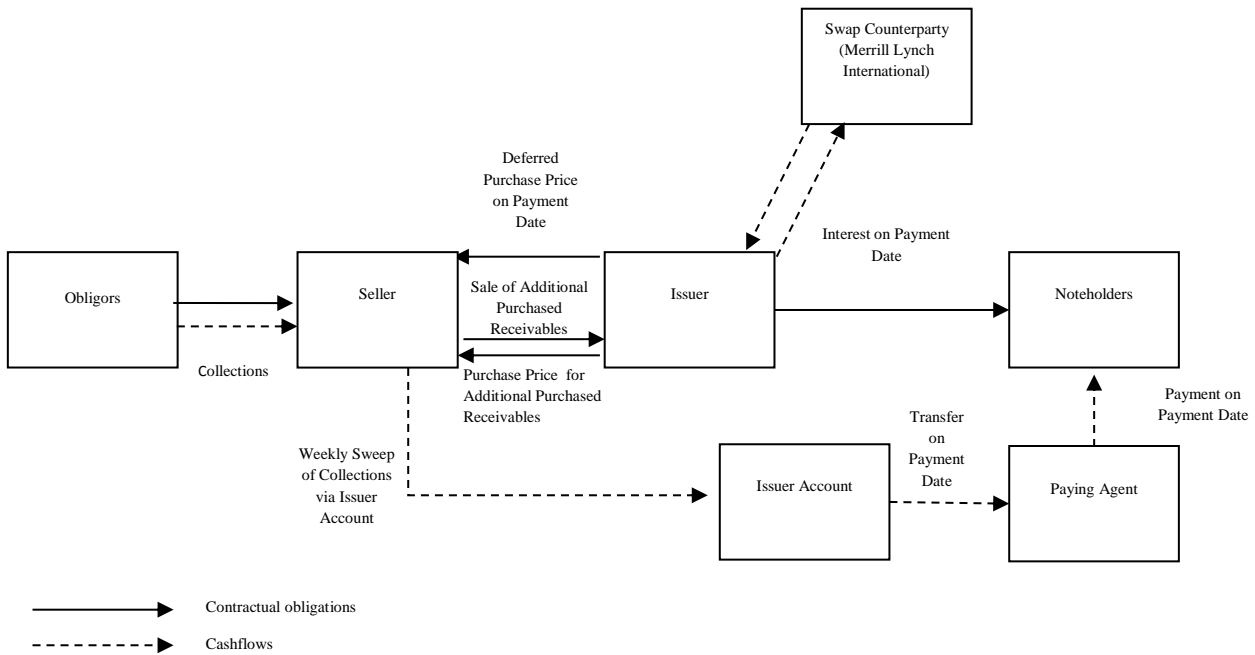 Swap Counterparty
(Merrill Lynch
International)
Deferred
Purchase Price
on Payment
Date
Interest on Payment
Date
Obligors
Seller
Sale of Additional
Purchased
Receivables
Issuer
Noteholders
Collections
Purchase Price for
Additional Purchased
Receivables
Payment on
Payment Date
Transfer
on
Payment
Date
Weekly Sweep
of Collections
via Issuer
Account
Issuer Account
Paying Agent
Contractual obligations
Cashflows